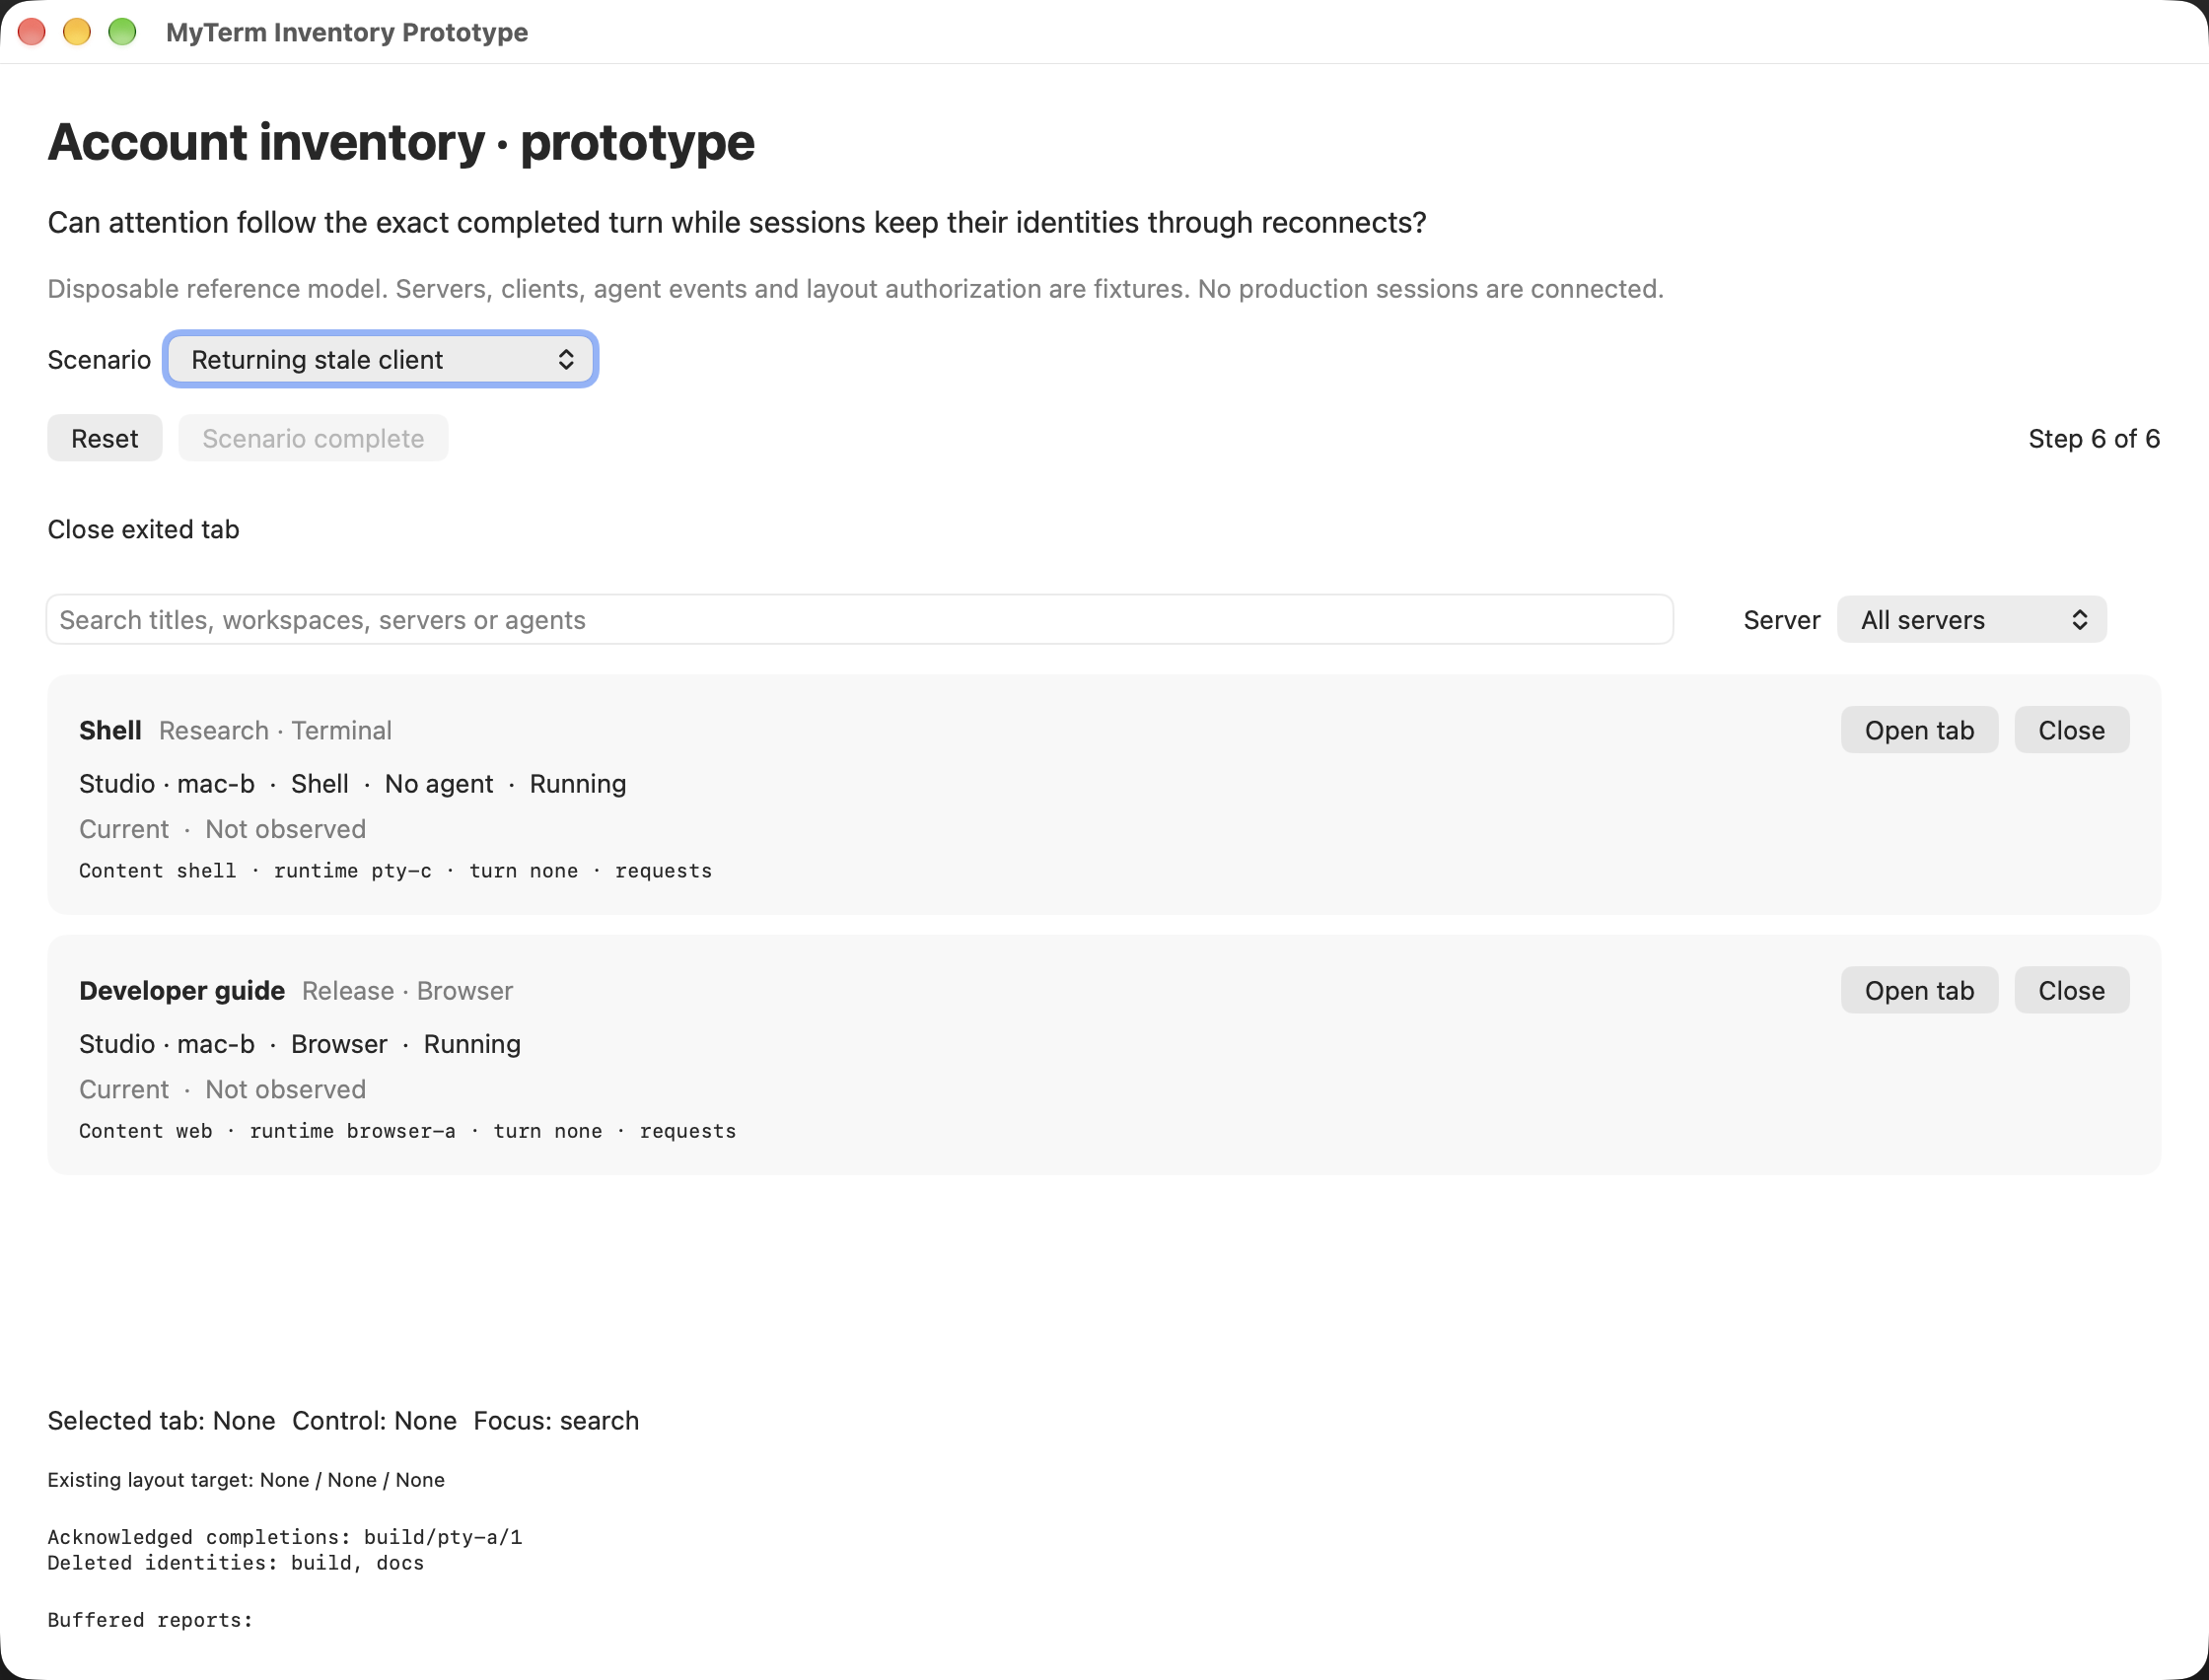 MyTerm Inventory Prototype
Account inventory · prototype
Can attention follow the exact completed turn while sessions keep their identities through reconnects?
Disposable reference model. Servers, clients, agent events and layout authorization are fixtures. No production sessions are connected.
Scenario Returning stale client
Reset Scenario complete Step 6 of 6
Close exited tab
Search titles, workspaces, servers or agents Server All servers
Shell Research · Terminal Open tab Close
Studio · mac-b · Shell · No agent · Running
Current · Not observed
Content shell · runtime pty-c · turn none · requests
Developer guide Release · Browser Open tab Close
Studio · mac-b · Browser · Running
Current · Not observed
Content web · runtime browser-a · turn none · requests
Selected tab: None Control: None Focus: search
Existing layout target: None / None / None
Acknowledged completions: build/pty-a/1
Deleted identities: build, docs
Buffered reports: